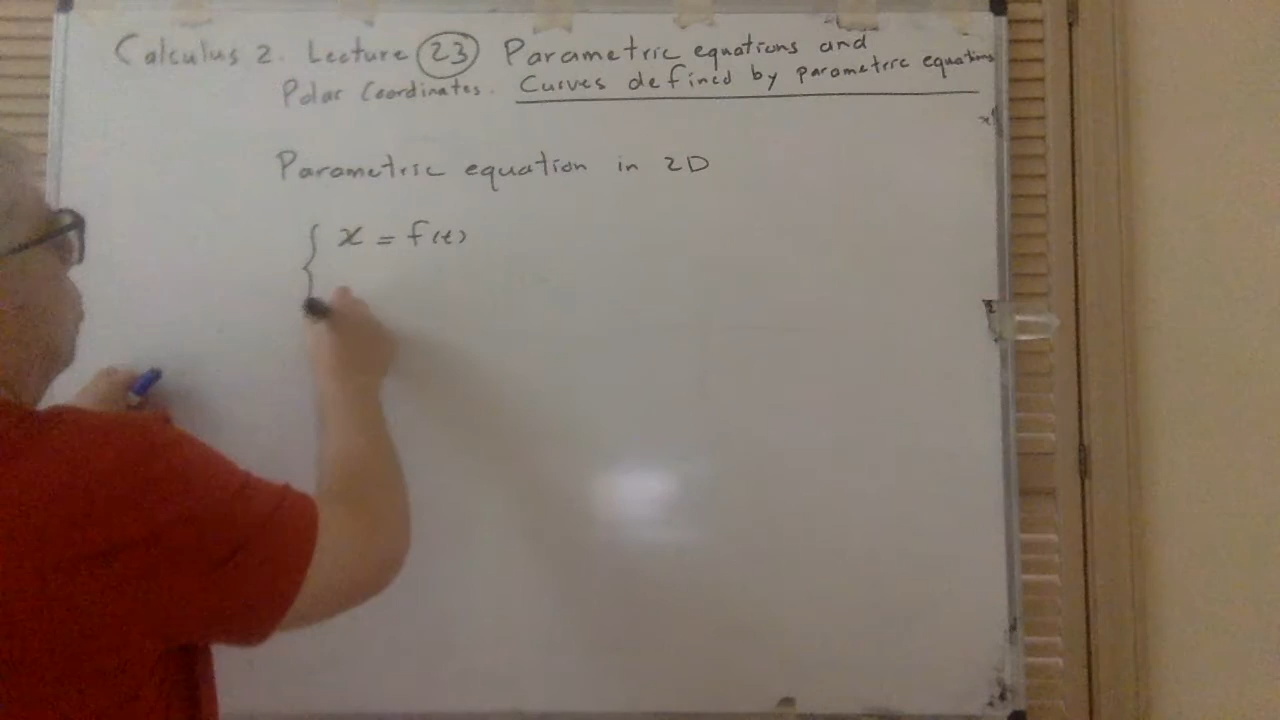 Calculus 2. Lecture 23 Parametric equations and
Polar Coordinates. Curves defined by parametric equations
Parametric equation in 2D
{ x = f(t)